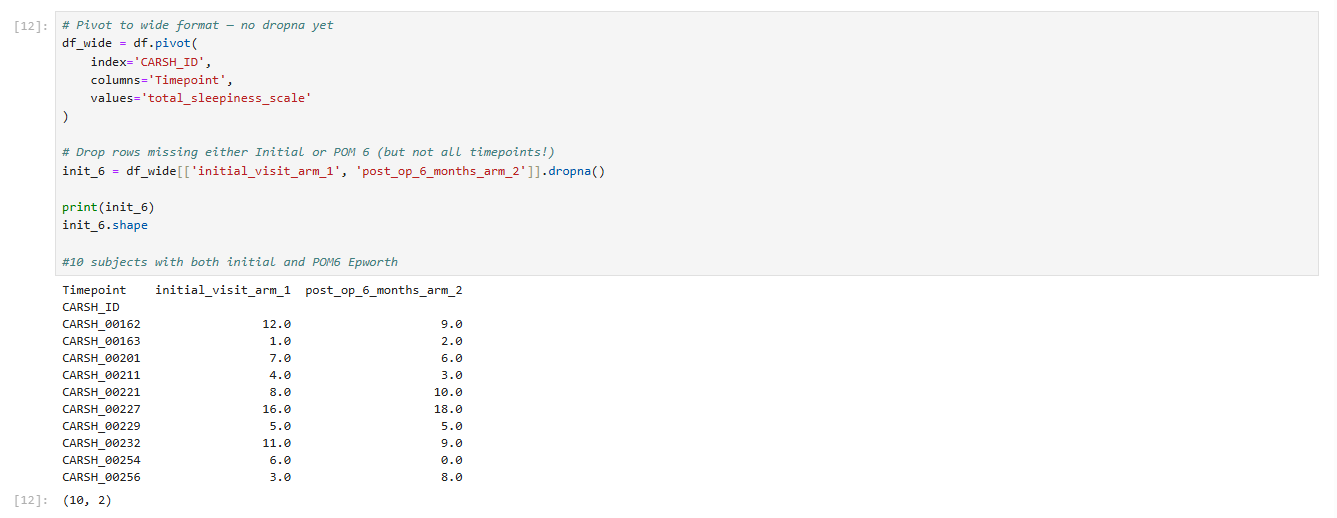 [12]: # Pivot to wide format — no dropna yet
df_wide = df.pivot(
    index='CARSH_ID',
    columns='Timepoint',
    values='total_sleepiness_scale'
)

# Drop rows missing either Initial or POM 6 (but not all timepoints!)
init_6 = df_wide[['initial_visit_arm_1', 'post_op_6_months_arm_2']].dropna()

print(init_6)
init_6.shape

#10 subjects with both initial and POM6 Epworth
Timepoint    initial_visit_arm_1  post_op_6_months_arm_2
CARSH_ID
CARSH_00162                 12.0                     9.0
CARSH_00163                  1.0                     2.0
CARSH_00201                  7.0                     6.0
CARSH_00211                  4.0                     3.0
CARSH_00221                  8.0                    10.0
CARSH_00227                 16.0                    18.0
CARSH_00229                  5.0                     5.0
CARSH_00232                 11.0                     9.0
CARSH_00254                  6.0                     0.0
CARSH_00256                  3.0                     8.0
[12]: (10, 2)